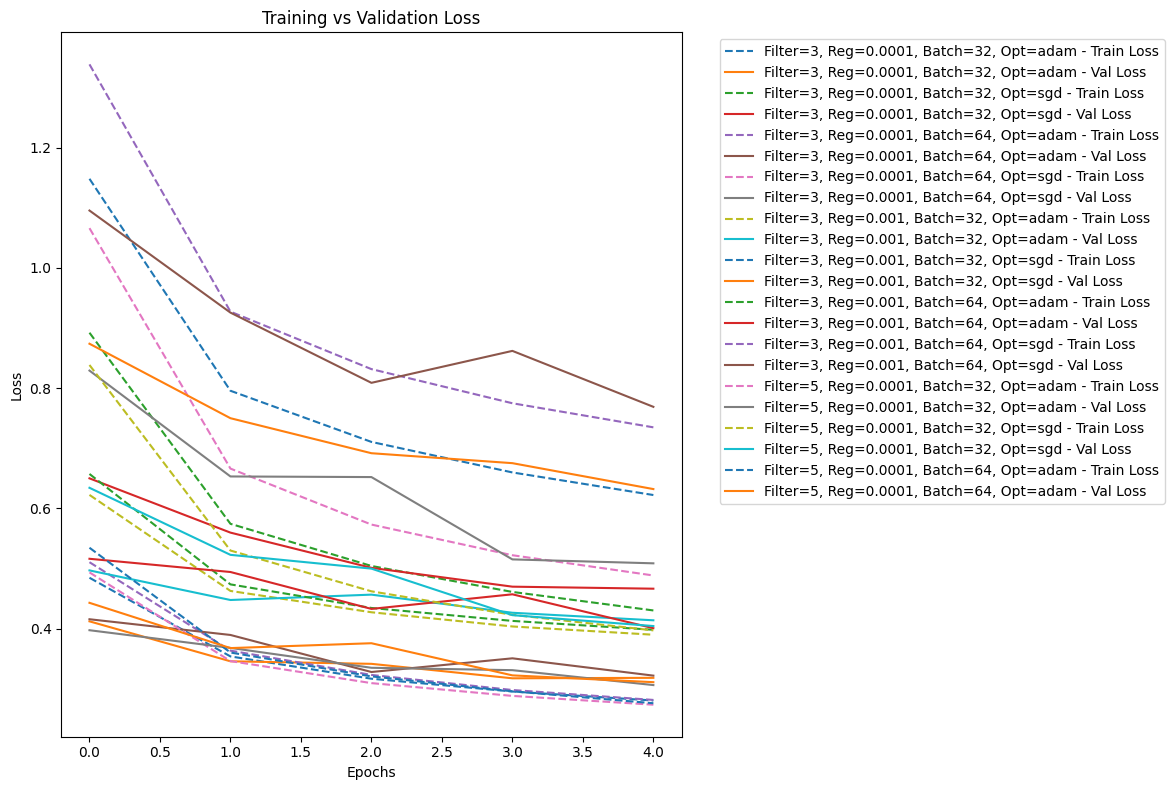 Training vs Validation Loss
Loss
1.2
1.0
0.8
0.6
0.4
0.0 0.5 1.0 1.5 2.0 2.5 3.0 3.5 4.0
Epochs
Filter=3, Reg=0.0001, Batch=32, Opt=adam - Train Loss
Filter=3, Reg=0.0001, Batch=32, Opt=adam - Val Loss
Filter=3, Reg=0.0001, Batch=32, Opt=sgd - Train Loss
Filter=3, Reg=0.0001, Batch=32, Opt=sgd - Val Loss
Filter=3, Reg=0.0001, Batch=64, Opt=adam - Train Loss
Filter=3, Reg=0.0001, Batch=64, Opt=adam - Val Loss
Filter=3, Reg=0.0001, Batch=64, Opt=sgd - Train Loss
Filter=3, Reg=0.0001, Batch=64, Opt=sgd - Val Loss
Filter=3, Reg=0.001, Batch=32, Opt=adam - Train Loss
Filter=3, Reg=0.001, Batch=32, Opt=adam - Val Loss
Filter=3, Reg=0.001, Batch=32, Opt=sgd - Train Loss
Filter=3, Reg=0.001, Batch=32, Opt=sgd - Val Loss
Filter=3, Reg=0.001, Batch=64, Opt=adam - Train Loss
Filter=3, Reg=0.001, Batch=64, Opt=adam - Val Loss
Filter=3, Reg=0.001, Batch=64, Opt=sgd - Train Loss
Filter=3, Reg=0.001, Batch=64, Opt=sgd - Val Loss
Filter=5, Reg=0.0001, Batch=32, Opt=adam - Train Loss
Filter=5, Reg=0.0001, Batch=32, Opt=adam - Val Loss
Filter=5, Reg=0.0001, Batch=32, Opt=sgd - Train Loss
Filter=5, Reg=0.0001, Batch=32, Opt=sgd - Val Loss
Filter=5, Reg=0.0001, Batch=64, Opt=adam - Train Loss
Filter=5, Reg=0.0001, Batch=64, Opt=adam - Val Loss